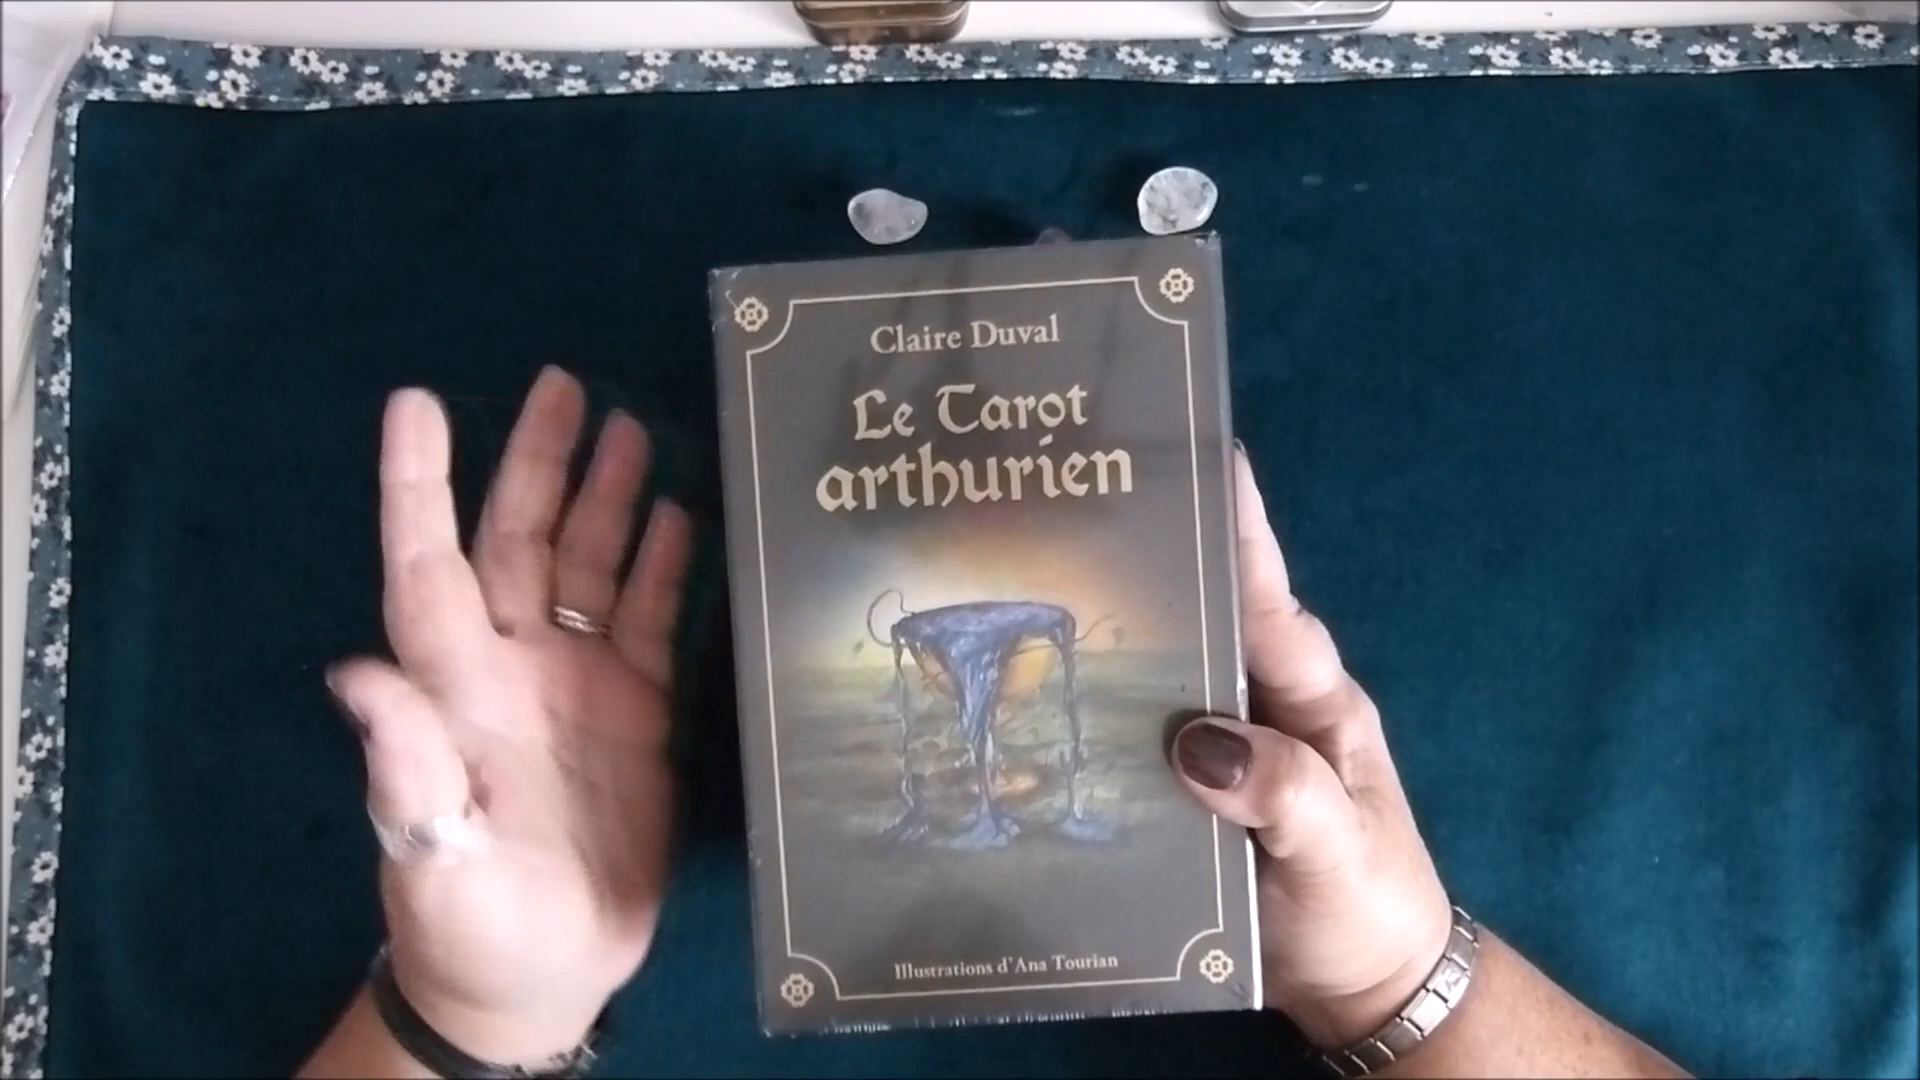 Claire Duval
Le Tarot
arthurien
Illustrations d'Ana Tourian